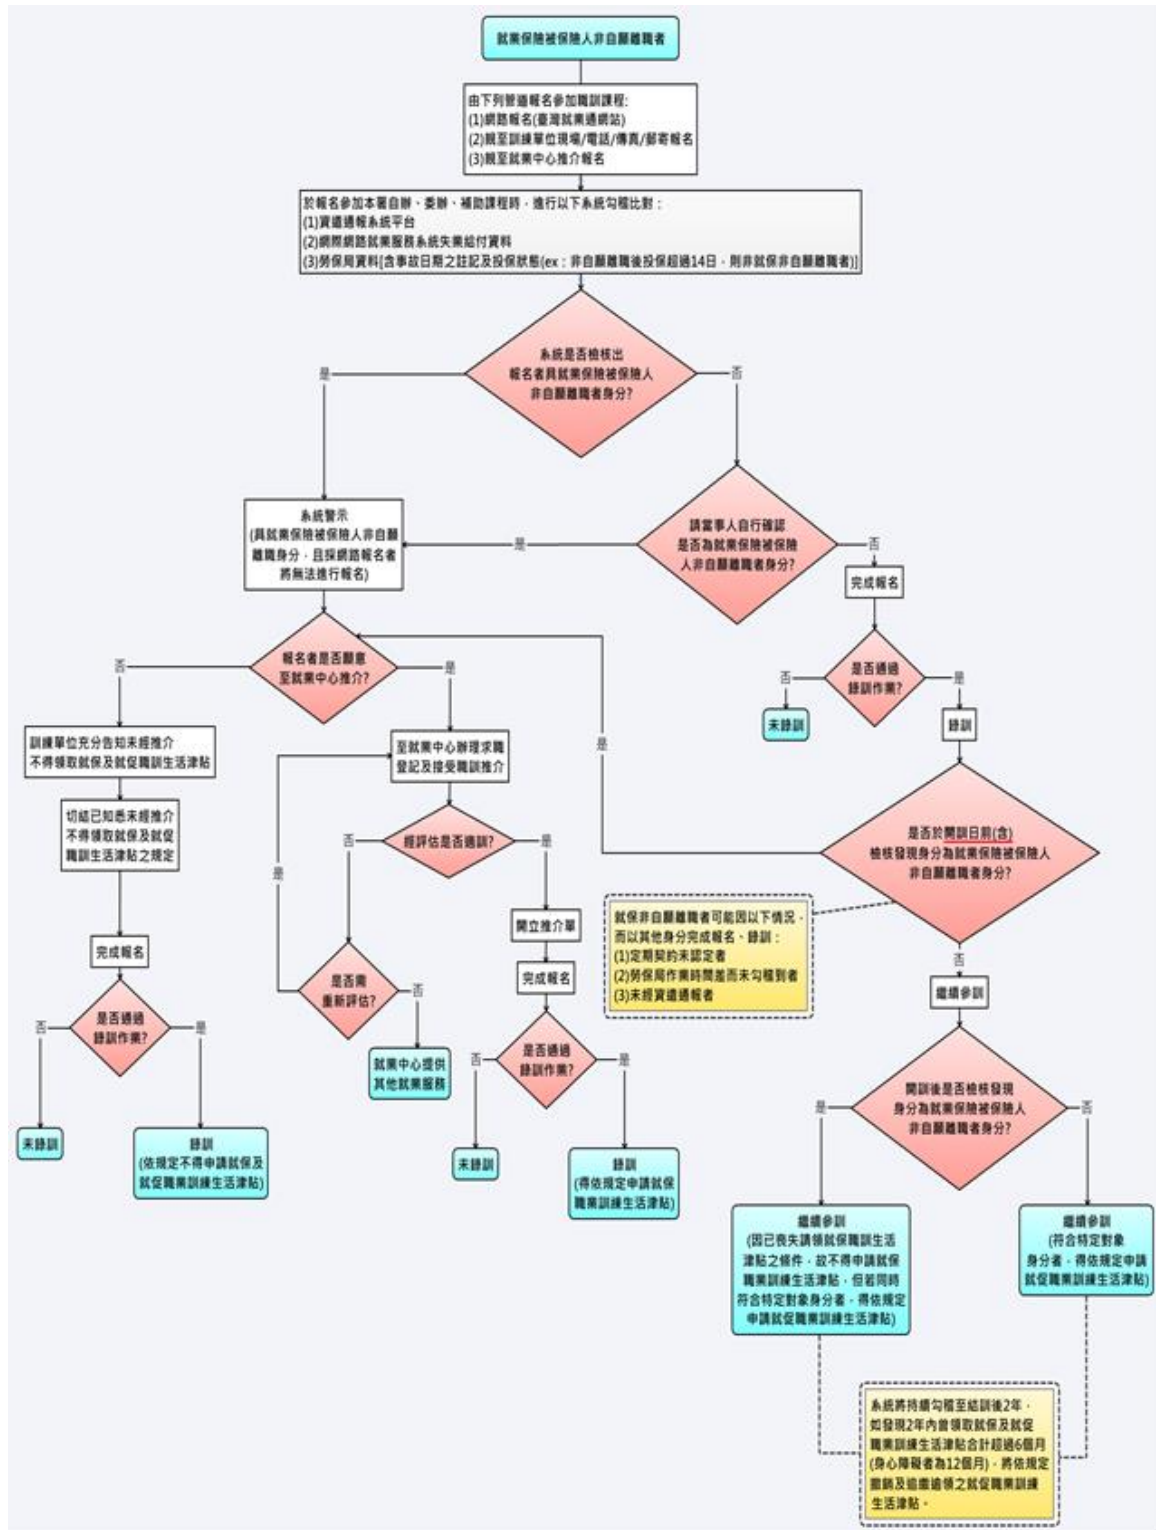 就業保險被保險人非自願離職者
由下列管道報名參加職訓課程:
(1)網路報名(臺灣就業通網站)
(2)親至訓練單位現場/電話/傳真/郵寄報名
(3)親至就業中心推介報名
於報名參加本署自辦、委辦、補助課程時，進行以下系統勾稽比對：
(1)資遣通報系統平台
(2)網際網路就業服務系統失業給付資料
(3)勞保局資料[含事故日期之註記及投保狀態(ex：非自願離職後投保超過14日，則非就保非自願離職者)]
系統是否檢核出
報名者具就業保險被保險人
非自願離職者身分?
是
否
系統警示
(具就業保險被保險人非自願
離職身分，且採網路報名者
將無法進行報名)
是
請當事人自行確認
是否為就業保險被保險
人非自願離職者身分?
否
完成報名
是否通過
錄訓作業?
否
是
未錄訓
錄訓
報名者是否願意
至就業中心推介?
否
是
訓練單位充分告知未經推介
不得領取就保及就促職訓生活津貼
切結已知悉未經推介
不得領取就保及就促
職訓生活津貼之規定
完成報名
是否通過
錄訓作業?
否
是
未錄訓
錄訓
(依規定不得申請就保及
就促職業訓練生活津貼)
至就業中心辦理求職
登記及接受職訓推介
經評估是否適訓?
否
是
是否需
重新評估?
是
否
就業中心提供
其他就業服務
開立推介單
完成報名
是否通過
錄訓作業?
否
是
未錄訓
錄訓
(得依規定申請就保
職業訓練生活津貼)
是
是否於開訓日前(含)
檢核發現身分為就業保險被保險人
非自願離職者身分?
就保非自願離職者可能因以下情況，
而以其他身分完成報名、錄訓：
(1)定期契約未認定者
(2)勞保局作業時間差而未勾稽到者
(3)未經資遣通報者
否
繼續參訓
開訓後是否檢核發現
身分為就業保險被保險人
非自願離職者身分?
是
否
繼續參訓
(因已喪失請領就保職訓生活
津貼之條件，故不得申請就保
職業訓練生活津貼，但若同時
符合特定對象身分者，得依規定
申請就促職業訓練生活津貼)
繼續參訓
(符合特定對象
身分者，得依規定申請
就促職業訓練生活津貼)
系統將持續勾稽至結訓後2年，
如發現2年內曾領取就保及就促
職業訓練生活津貼合計超過6個月
(身心障礙者為12個月)，將依規定
撤銷及追繳逾領之就促職業訓練
生活津貼。